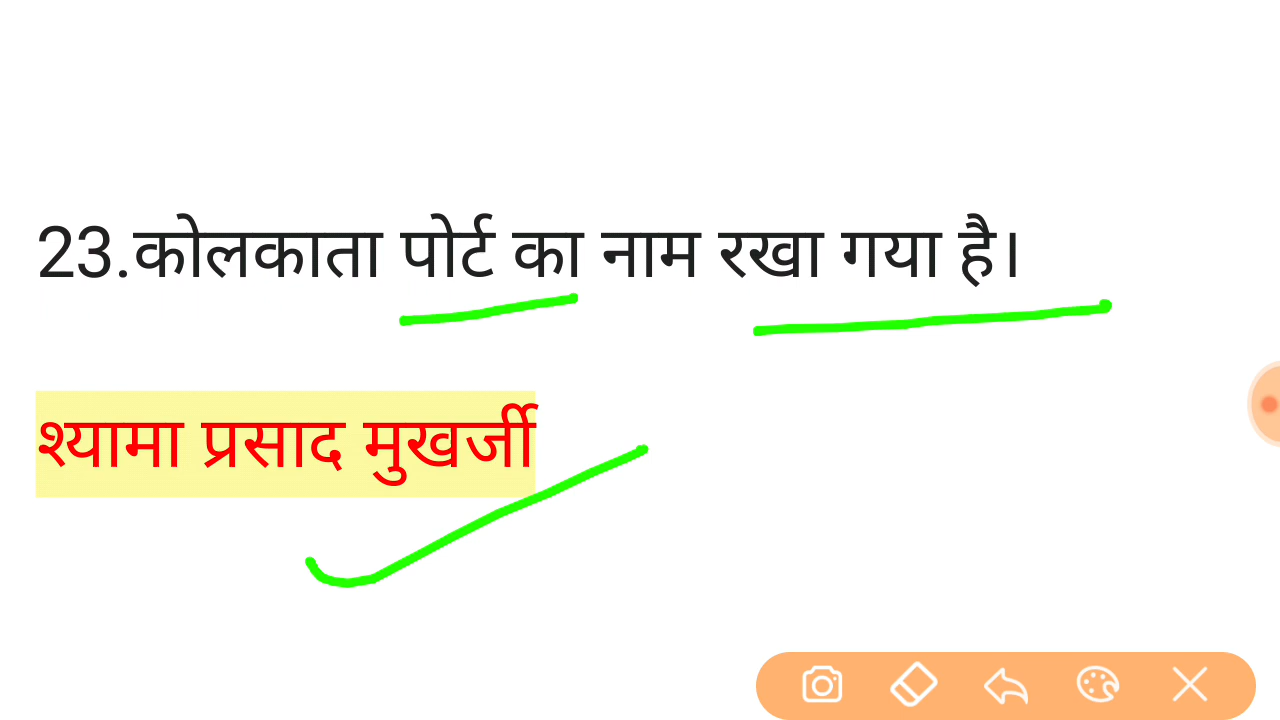 23.कोलकाता पोर्ट का नाम रखा गया है।
श्यामा प्रसाद मुखर्जी